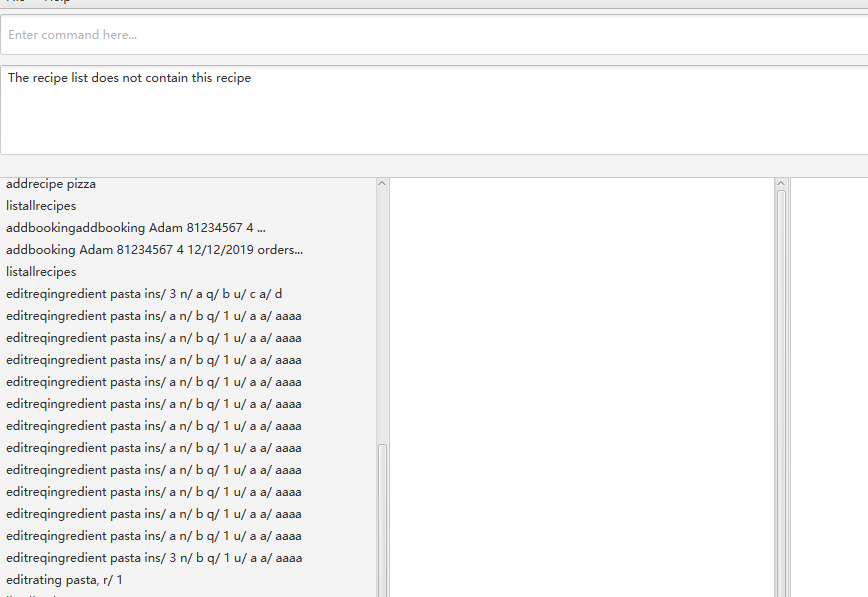 Help
Enter command here...
The recipe list does not contain this recipe
addrecipe pizza
listallrecipes
addbookingaddbooking Adam 81234567 4 ...
addbooking Adam 81234567 4 12/12/2019 orders...
listallrecipes
editreqingredient pasta ins/ 3 n/ a q/ b u/ c a/ d
editreqingredient pasta ins/ a n/ b q/ 1 u/ a a/ aaaa
editreqingredient pasta ins/ a n/ b q/ 1 u/ a a/ aaaa
editreqingredient pasta ins/ a n/ b q/ 1 u/ a a/ aaaa
editreqingredient pasta ins/ a n/ b q/ 1 u/ a a/ aaaa
editreqingredient pasta ins/ a n/ b q/ 1 u/ a a/ aaaa
editreqingredient pasta ins/ a n/ b q/ 1 u/ a a/ aaaa
editreqingredient pasta ins/ a n/ b q/ 1 u/ a a/ aaaa
editreqingredient pasta ins/ a n/ b q/ 1 u/ a a/ aaaa
editreqingredient pasta ins/ a n/ b q/ 1 u/ a a/ aaaa
editreqingredient pasta ins/ a n/ b q/ 1 u/ a a/ aaaa
editreqingredient pasta ins/ a n/ b q/ 1 u/ a a/ aaaa
editreqingredient pasta ins/ 3 n/ b q/ 1 u/ a a/ aaaa
editrating pasta, r/ 1